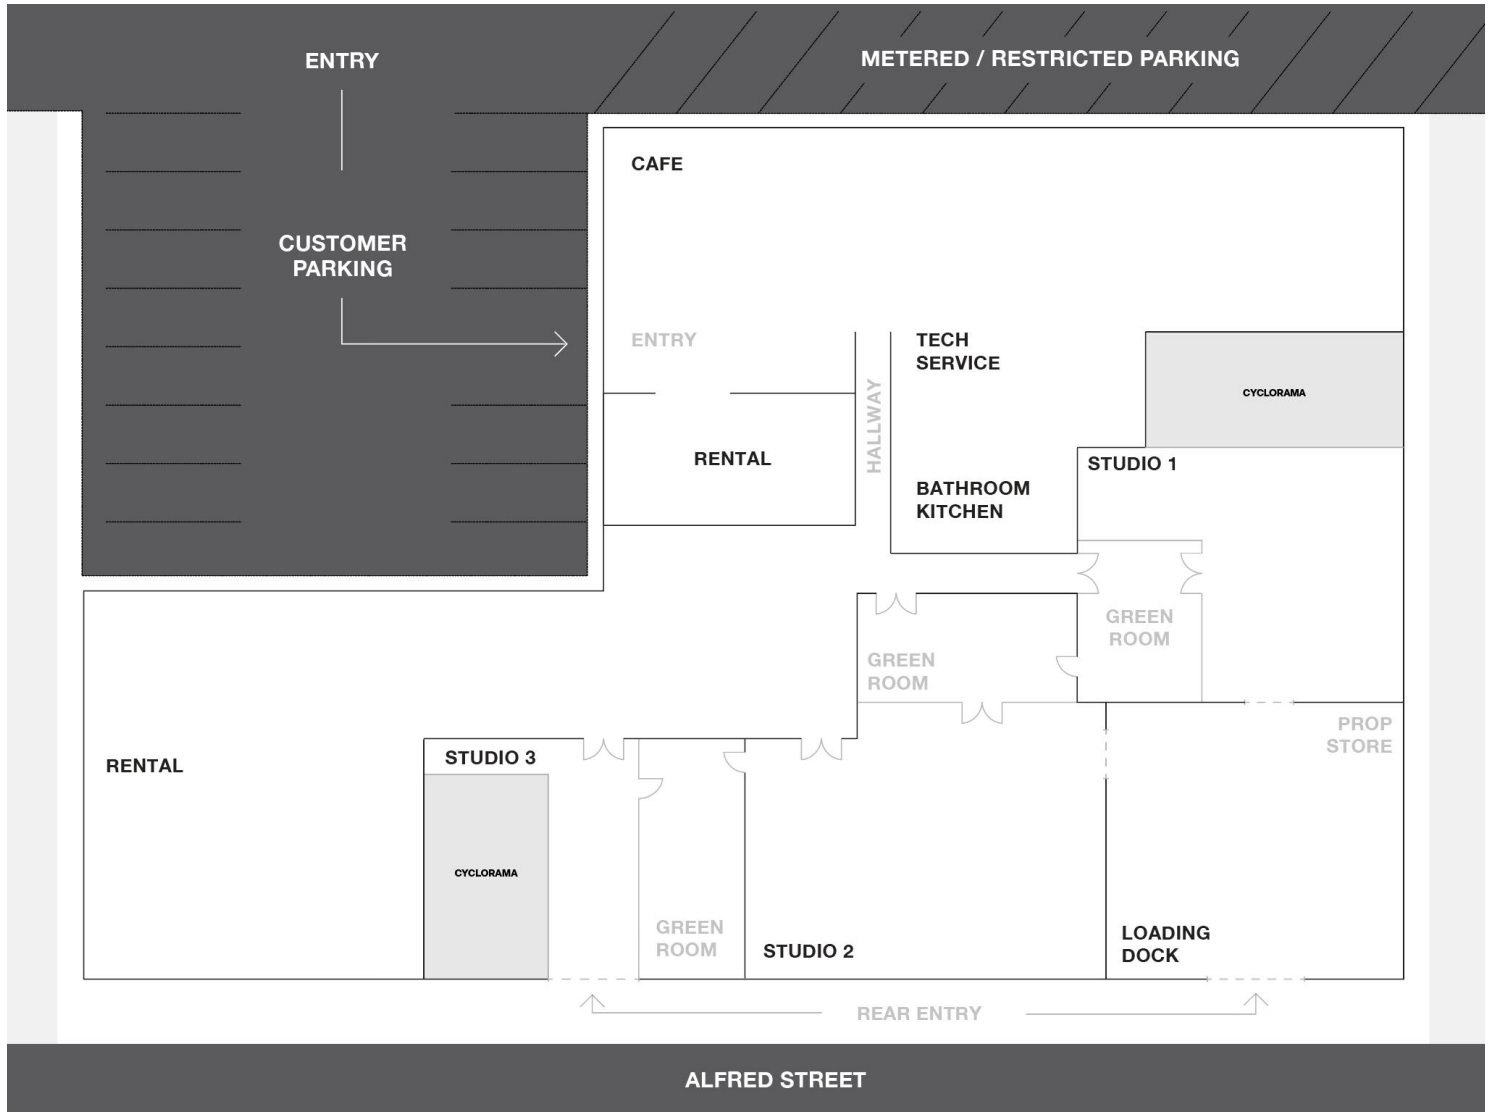 ENTRY
METERED / RESTRICTED PARKING
CAFE
CUSTOMER
PARKING
ENTRY
TECH
SERVICE
HALLWAY
CYCLORAMA
RENTAL
STUDIO 1
BATHROOM
KITCHEN
GREEN
ROOM
GREEN
ROOM
PROP
STORE
STUDIO 3
RENTAL
CYCLORAMA
GREEN
ROOM
STUDIO 2
LOADING
DOCK
REAR ENTRY
ALFRED STREET